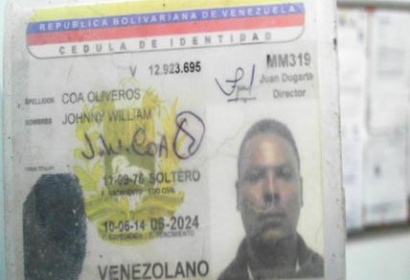 REPUBLICA BOLIVARIANA DE VENEZUELA
CEDULA DE IDENTIDAD
V 12.923.695
MM319
Juan Dugarte
Director
APELLIDOS COA OLIVEROS
NOMBRES JOHNNY WILLIAM
J.W.CoA
11-09-76 SOLTERO
F. NACIMIENTO EDO CIVIL
10-06-14 06-2024
F. EXPEDICION F. VENCIMIENTO
VENEZOLANO